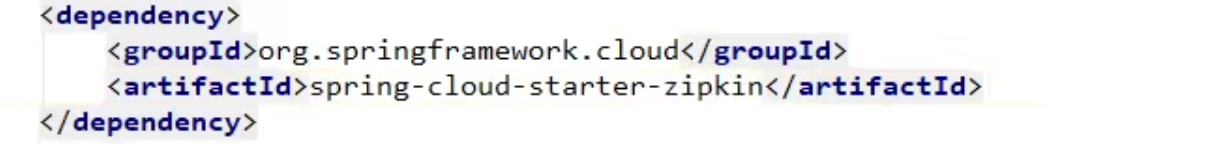 <dependency>
    <groupId>org.springframework.cloud</groupId>
    <artifactId>spring-cloud-starter-zipkin</artifactId>
</dependency>